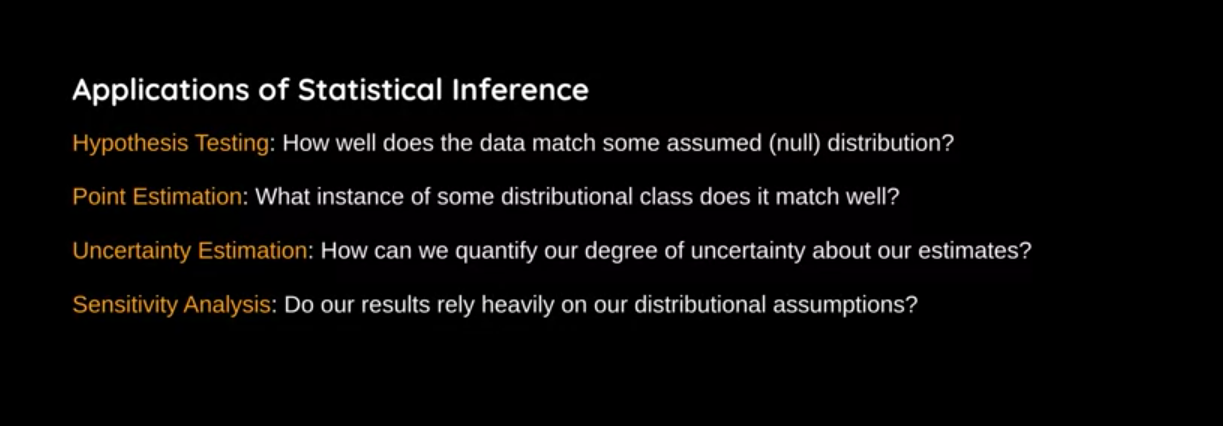 Applications of Statistical Inference
Hypothesis Testing: How well does the data match some assumed (null) distribution?
Point Estimation: What instance of some distributional class does it match well?
Uncertainty Estimation: How can we quantify our degree of uncertainty about our estimates?
Sensitivity Analysis: Do our results rely heavily on our distributional assumptions?